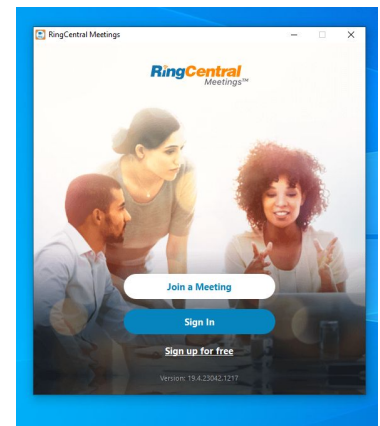 RingCentral Meetings
RingCentral
Meetings™
Join a Meeting
Sign In
Sign up for free
Version: 19.4.23042.1217